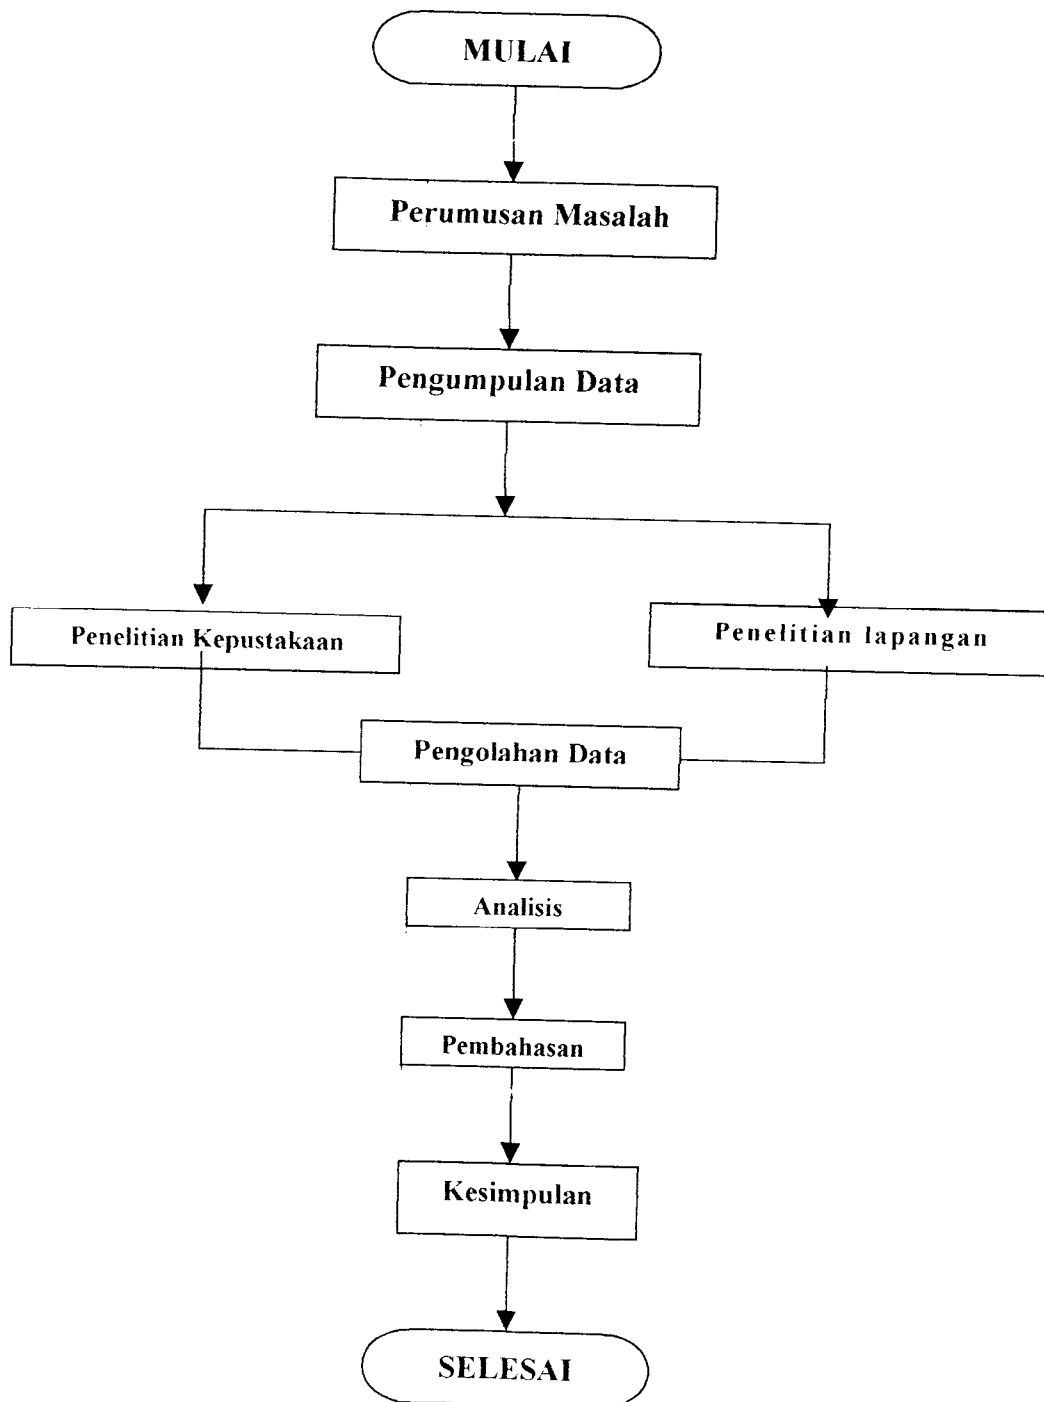 MULAI
Perumusan Masalah
Pengumpulan Data
Penelitian Kepustakaan
Penelitian lapangan
Pengolahan Data
Analisis
Pembahasan
Kesimpulan
SELESAI